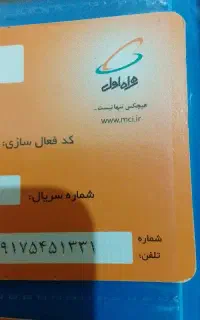 همراه اول
هیچکس تنها نیست..
www.mci.ir
کد فعال سازی:
شماره سریال:
شماره
تلفن:
۹۱۷۵۴۵۱۳۳۱